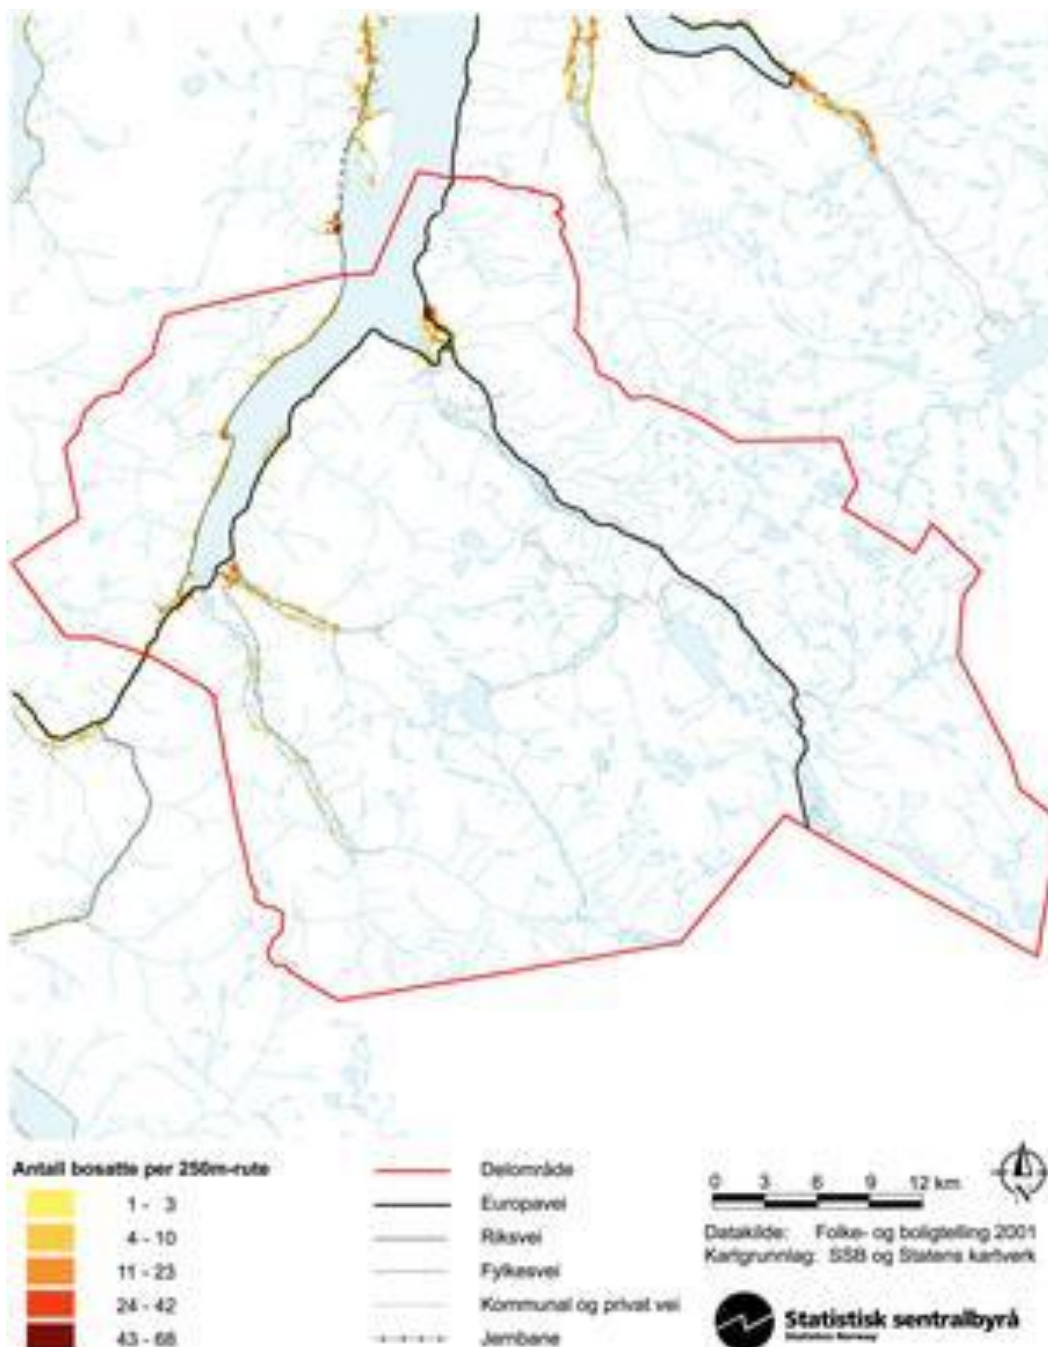 Antall bosatte per 250m-rute
1 - 3
4 - 10
11 - 23
24 - 42
43 - 68
Delområde
Europavei
Riksvei
Fylkesvei
Kommunal og privat vei
Jernbane
0 3 6 9 12 km
Datakilde: Folke- og boligtelling 2001
Kartgrunnlag: SSB og Statens kartverk
Statistisk sentralbyrå
Statistics Norway